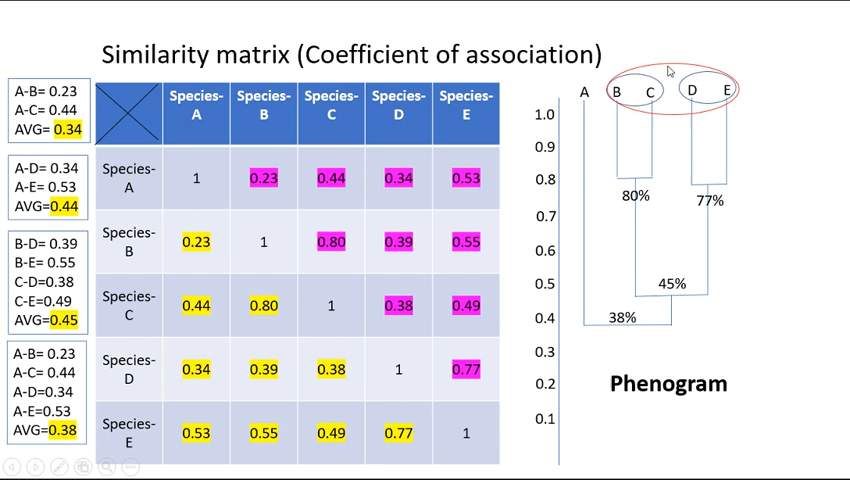 Similarity matrix (Coefficient of association)
A-B= 0.23
A-C= 0.44
AVG= 0.34
A-D= 0.34
A-E= 0.53
AVG= 0.44
B-D= 0.39
B-E= 0.55
C-D=0.38
C-E=0.49
AVG=0.45
A-B= 0.23
A-C= 0.44
A-D=0.34
A-E=0.53
AVG=0.38
Species-A Species-B Species-C Species-D Species-E
Species-A 1 0.23 0.44 0.34 0.53
Species-B 0.23 1 0.80 0.39 0.55
Species-C 0.44 0.80 1 0.38 0.49
Species-D 0.34 0.39 0.38 1 0.77
Species-E 0.53 0.55 0.49 0.77 1
A B C D E
1.0
0.9
0.8
80% 77%
0.7
0.6
0.5 45%
0.4 38%
0.3
0.2
0.1
Phenogram